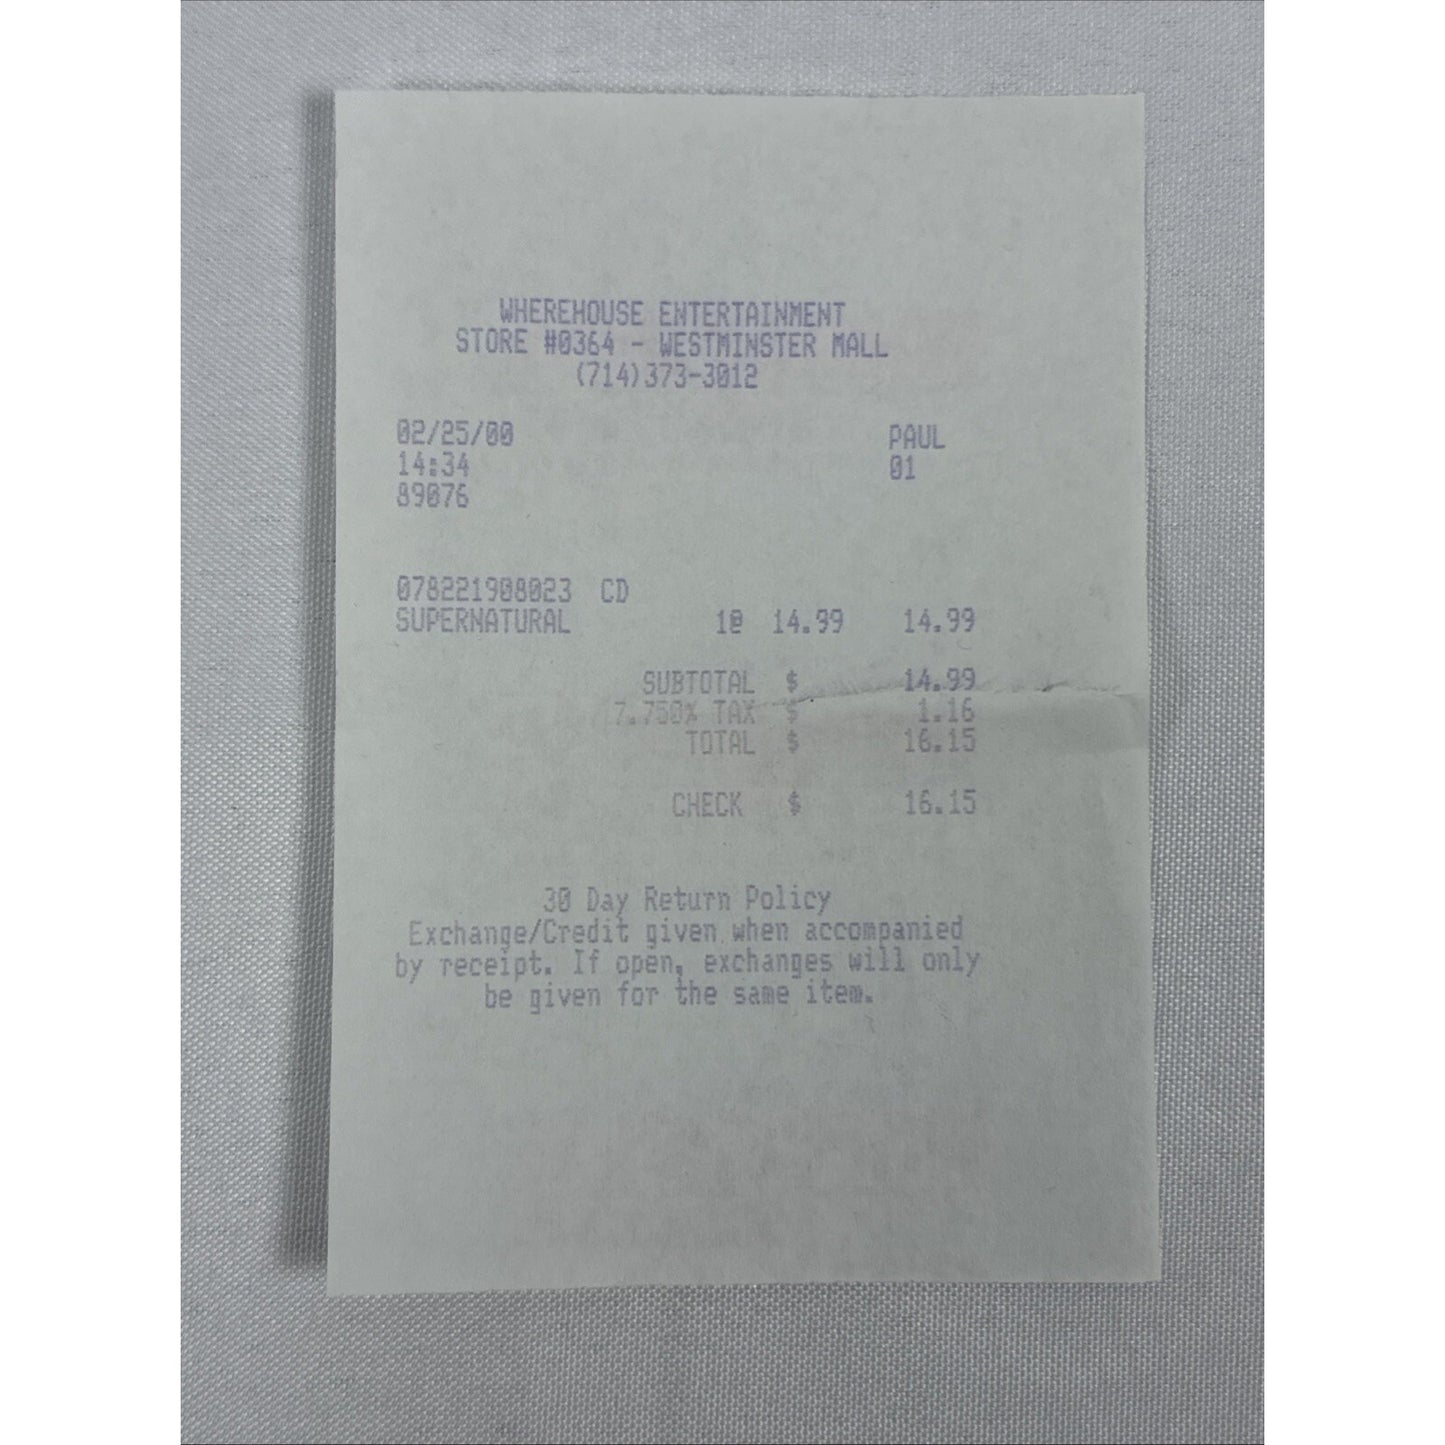 WHEREHOUSE ENTERTAINMENT
STORE #0364 - WESTMINSTER MALL
(714)373-3012
02/25/00 PAUL
14:34 01
89076
078221908023 CD
SUPERNATURAL 1@ 14.99 14.99
SUBTOTAL $ 14.99
7.750% TAX $ 1.16
TOTAL $ 16.15
CHECK $ 16.15
30 Day Return Policy
Exchange/Credit given when accompanied
by receipt. If open, exchanges will only
be given for the same item.